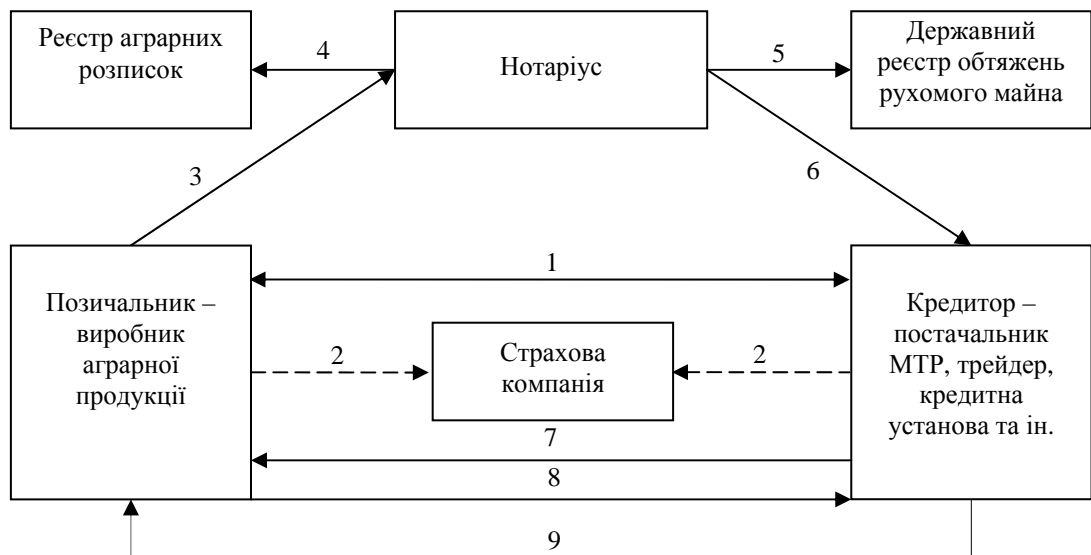 Реєстр аграрних
розписок
4
Нотаріус
5
Державний
реєстр обтяжень
рухомого майна
3
6
Позичальник –
виробник
аграрної
продукції
1
2
Страхова
компанія
2
Кредитор –
постачальник
МТР, трейдер,
кредитна
установа та ін.
7
8
9